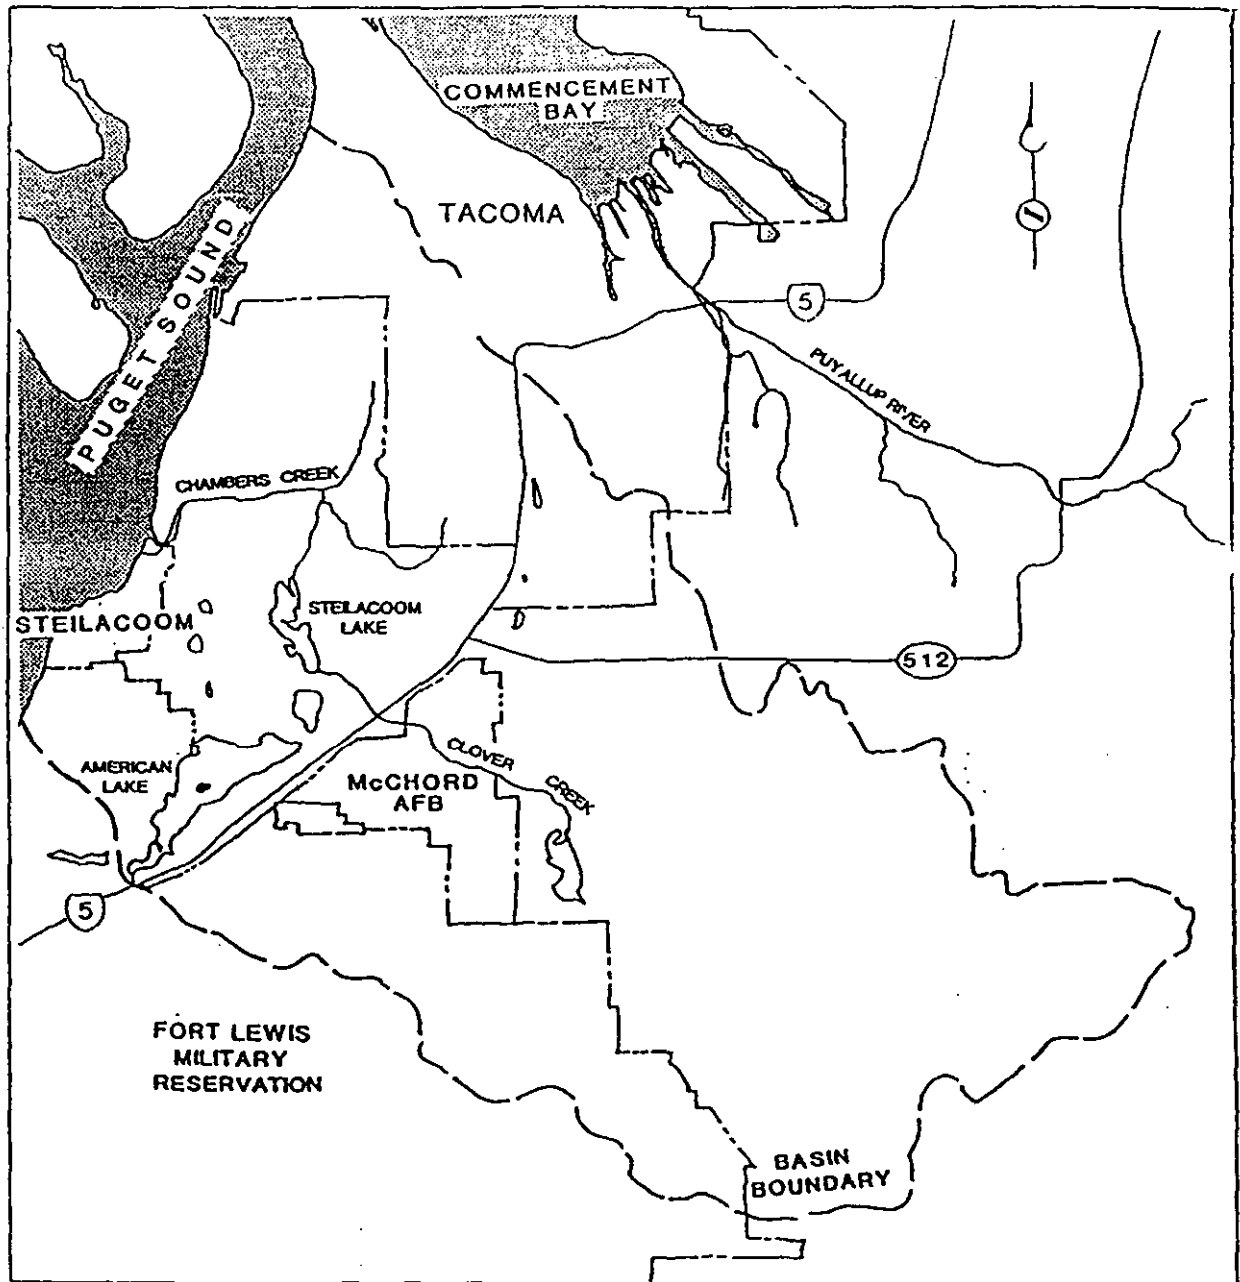 COMMENCEMENT
BAY
TACOMA
PUGET SOUND
5
PUYALLUP RIVER
CHAMBERS CREEK
STEILACOOM
STEILACOOM
LAKE
512
AMERICAN
LAKE
CLOVER CREEK
McCHORD
AFB
5
FORT LEWIS
MILITARY
RESERVATION
BASIN
BOUNDARY